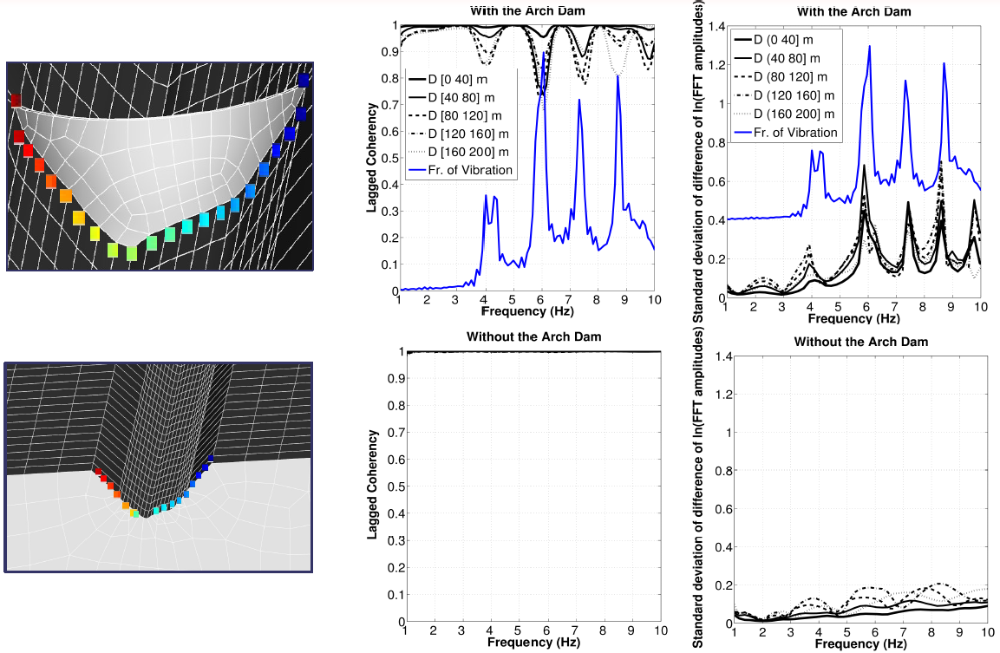 With the Arch Dam
Lagged Coherency
1
0.9
0.8
0.7
0.6
0.5
0.4
0.3
0.2
0.1
0
D [0 40] m
D [40 80] m
D [80 120] m
D [120 160] m
D [160 200] m
Fr. of Vibration
1 2 3 4 5 6 7 8 9 10
Frequency (Hz)
With the Arch Dam
Standard deviation of difference of ln(FFT amplitudes)
1.4
1.2
1
0.8
0.6
0.4
0.2
0
D (0 40] m
D (40 80] m
D (80 120] m
D (120 160] m
D (160 200] m
Fr. of Vibration
1 2 3 4 5 6 7 8 9 10
Frequency (Hz)
Without the Arch Dam
Lagged Coherency
1
0.9
0.8
0.7
0.6
0.5
0.4
0.3
0.2
0.1
0
1 2 3 4 5 6 7 8 9 10
Frequency (Hz)
Without the Arch Dam
Standard deviation of difference of ln(FFT amplitudes)
1.4
1.2
1
0.8
0.6
0.4
0.2
0
1 2 3 4 5 6 7 8 9 10
Frequency (Hz)